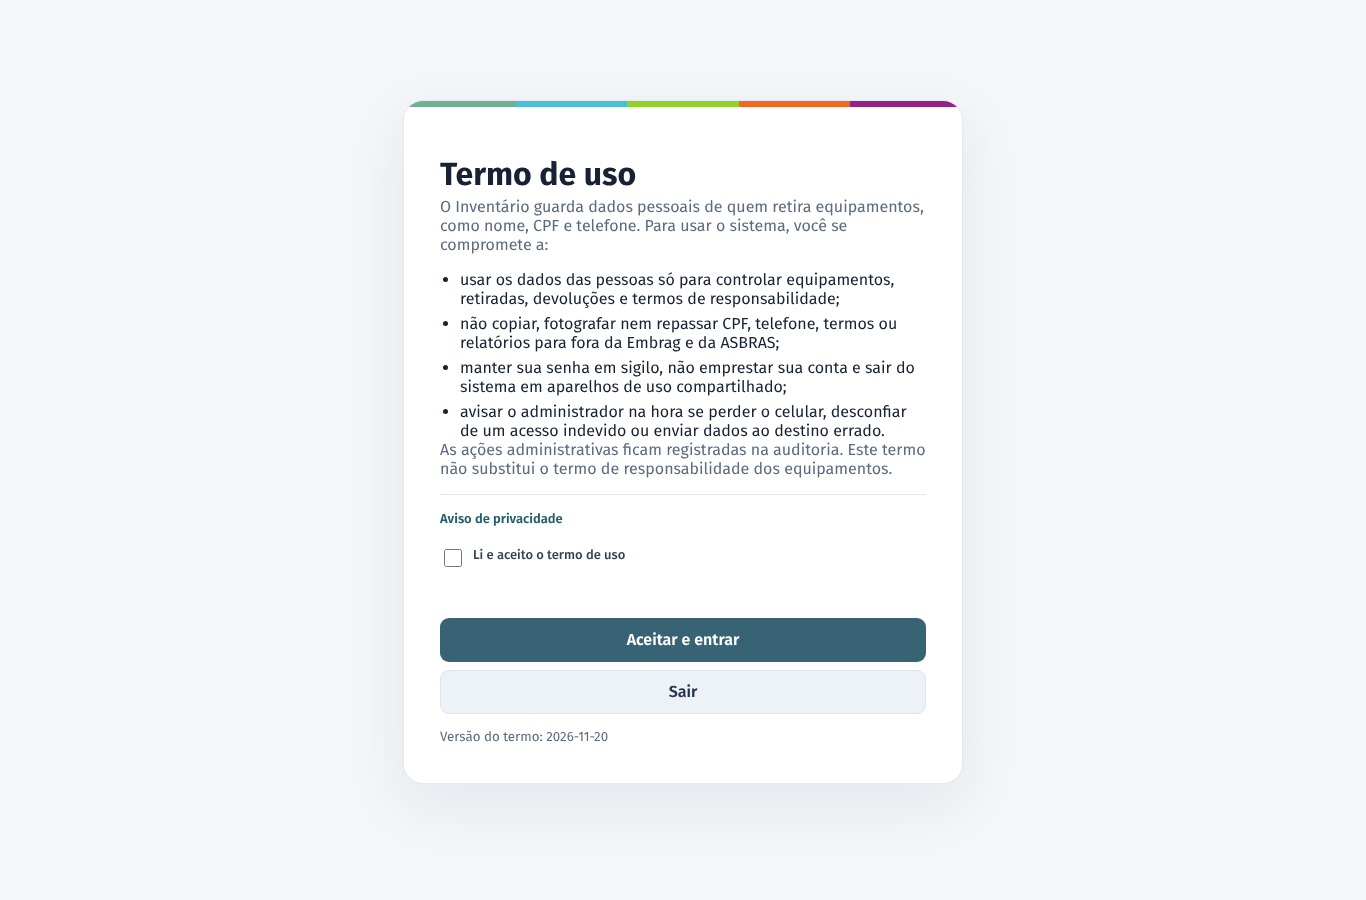 Termo de uso
O Inventário guarda dados pessoais de quem retira equipamentos,
como nome, CPF e telefone. Para usar o sistema, você se
compromete a:
• usar os dados das pessoas só para controlar equipamentos,
retiradas, devoluções e termos de responsabilidade;
• não copiar, fotografar nem repassar CPF, telefone, termos ou
relatórios para fora da Embrag e da ASBRAS;
• manter sua senha em sigilo, não emprestar sua conta e sair do
sistema em aparelhos de uso compartilhado;
• avisar o administrador na hora se perder o celular, desconfiar
de um acesso indevido ou enviar dados ao destino errado.
As ações administrativas ficam registradas na auditoria. Este termo
não substitui o termo de responsabilidade dos equipamentos.
Aviso de privacidade
Li e aceito o termo de uso
Aceitar e entrar
Sair
Versão do termo: 2026-11-20